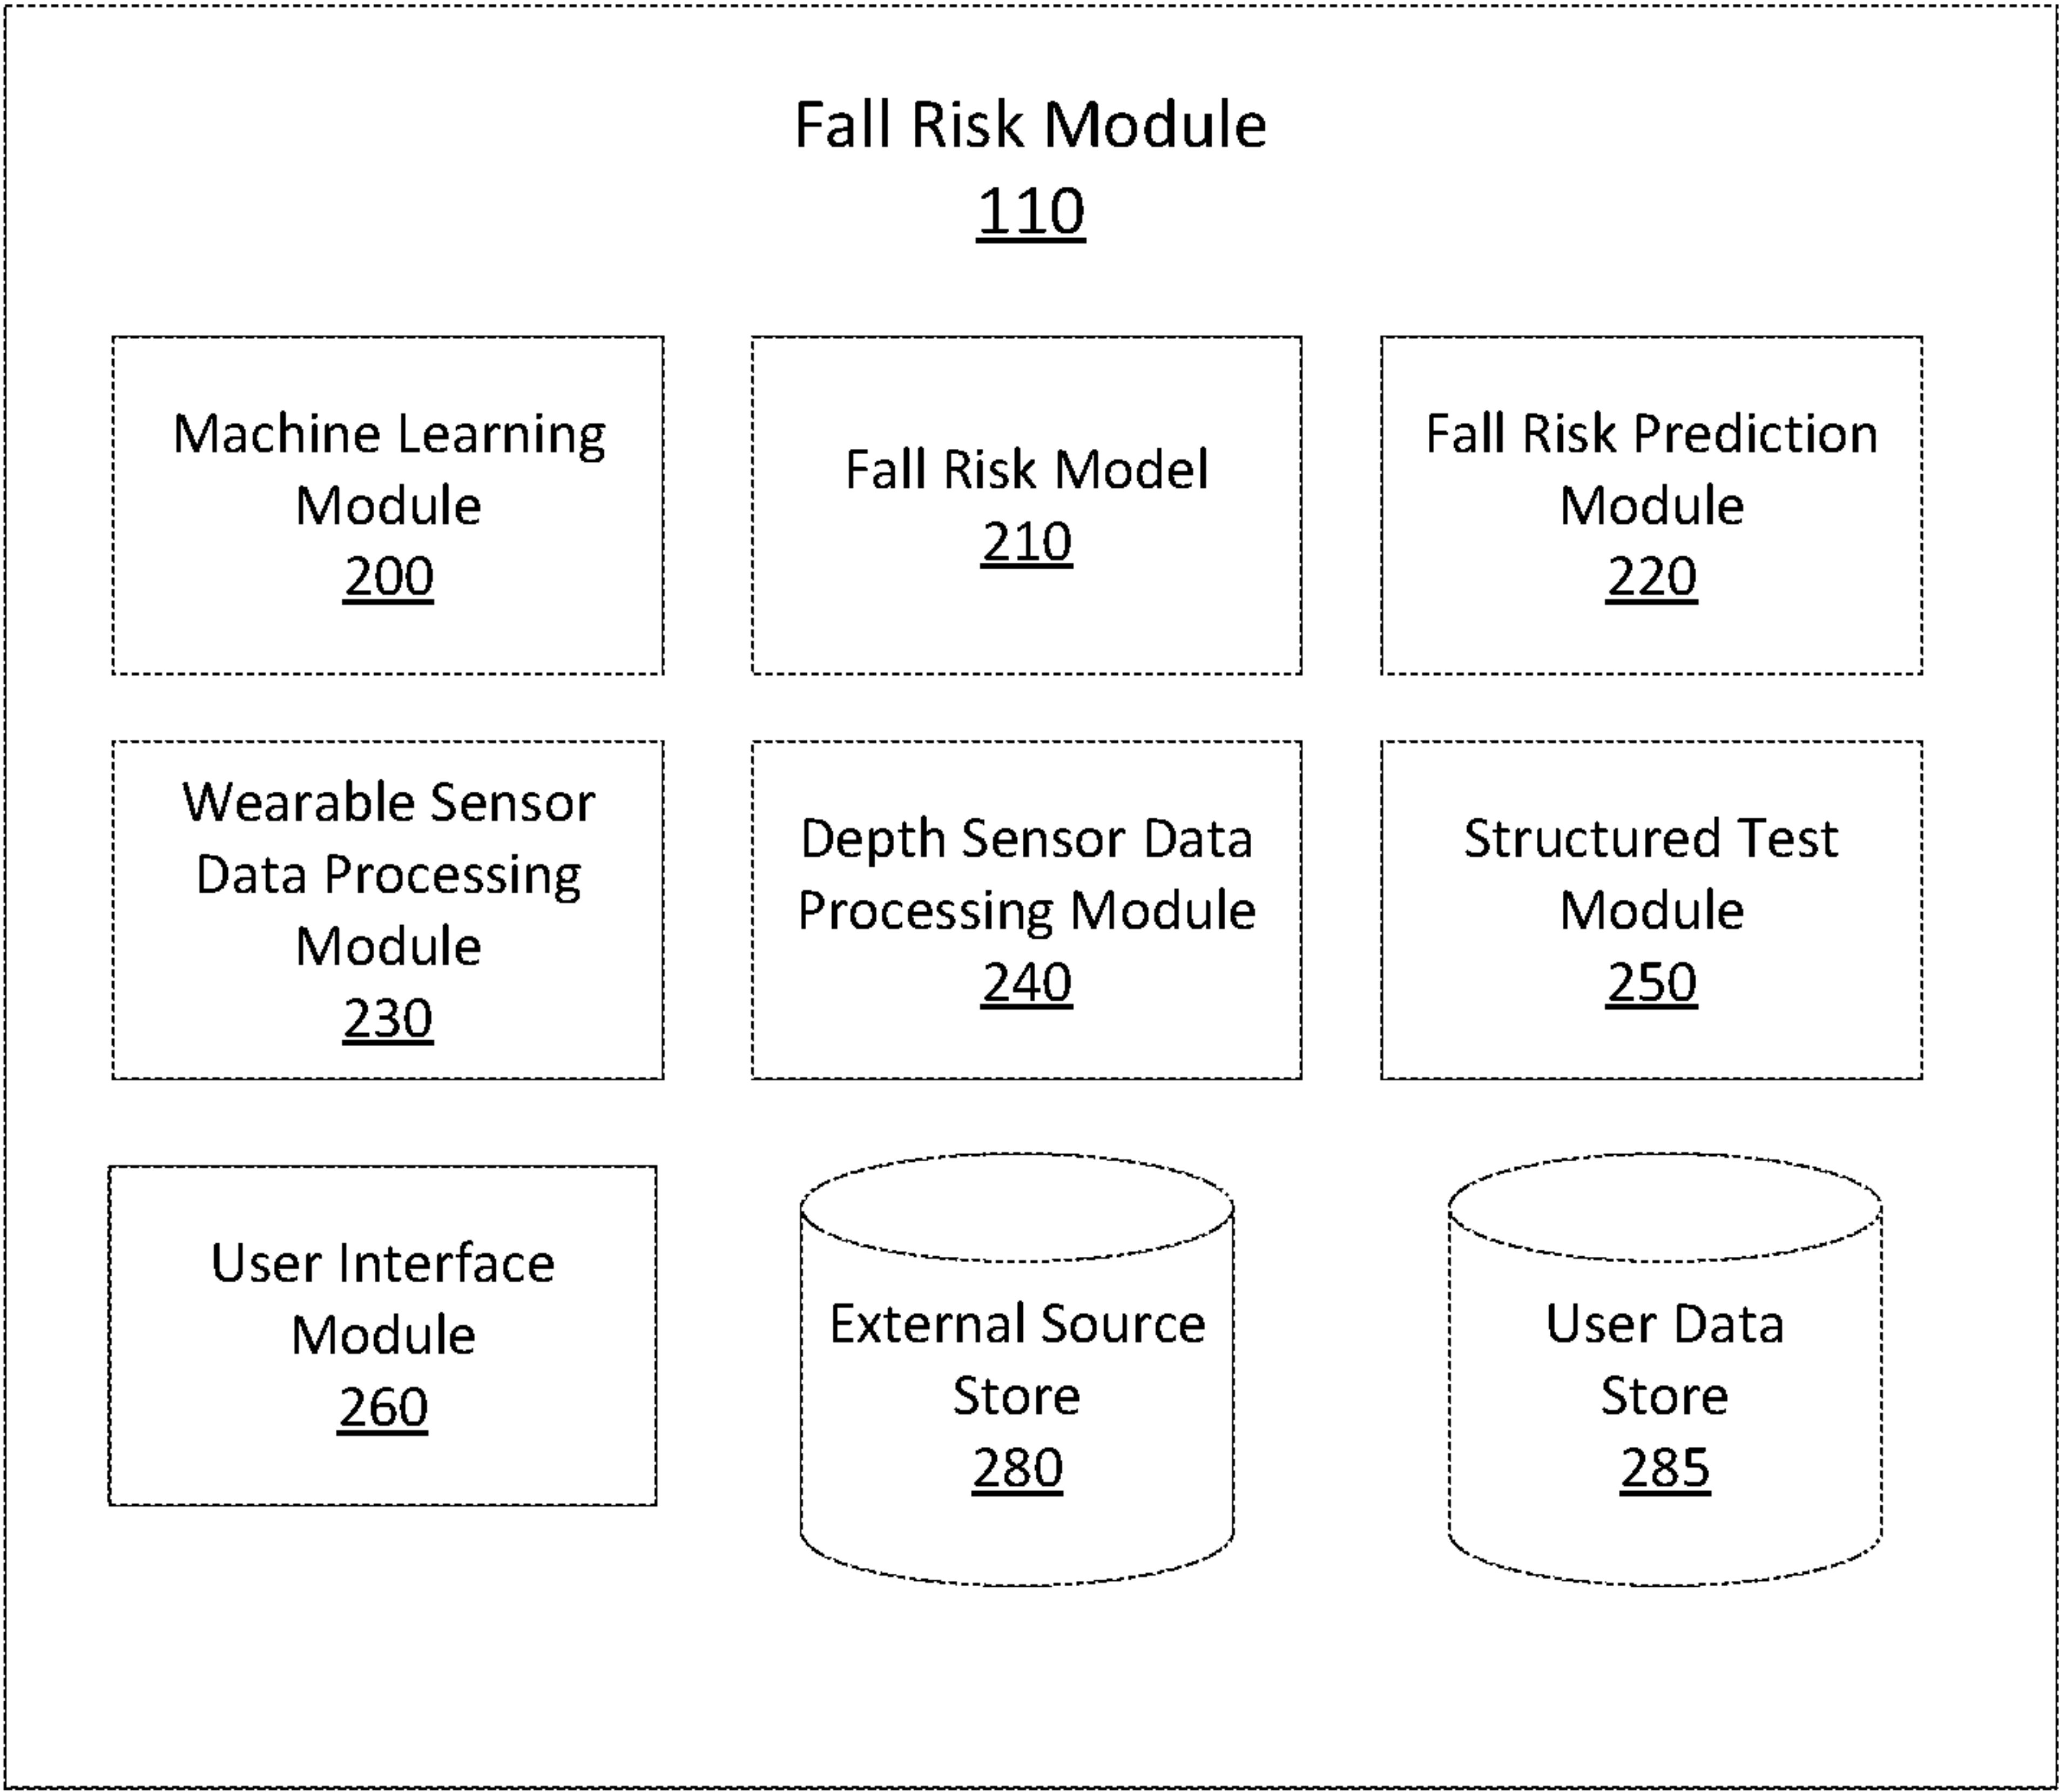 Fall Risk Module
110
Machine Learning
Module
200
Fall Risk Model
210
Fall Risk Prediction
Module
220
Wearable Sensor
Data Processing
Module
230
Depth Sensor Data
Processing Module
240
Structured Test
Module
250
User Interface
Module
260
External Source
Store
280
User Data
Store
285